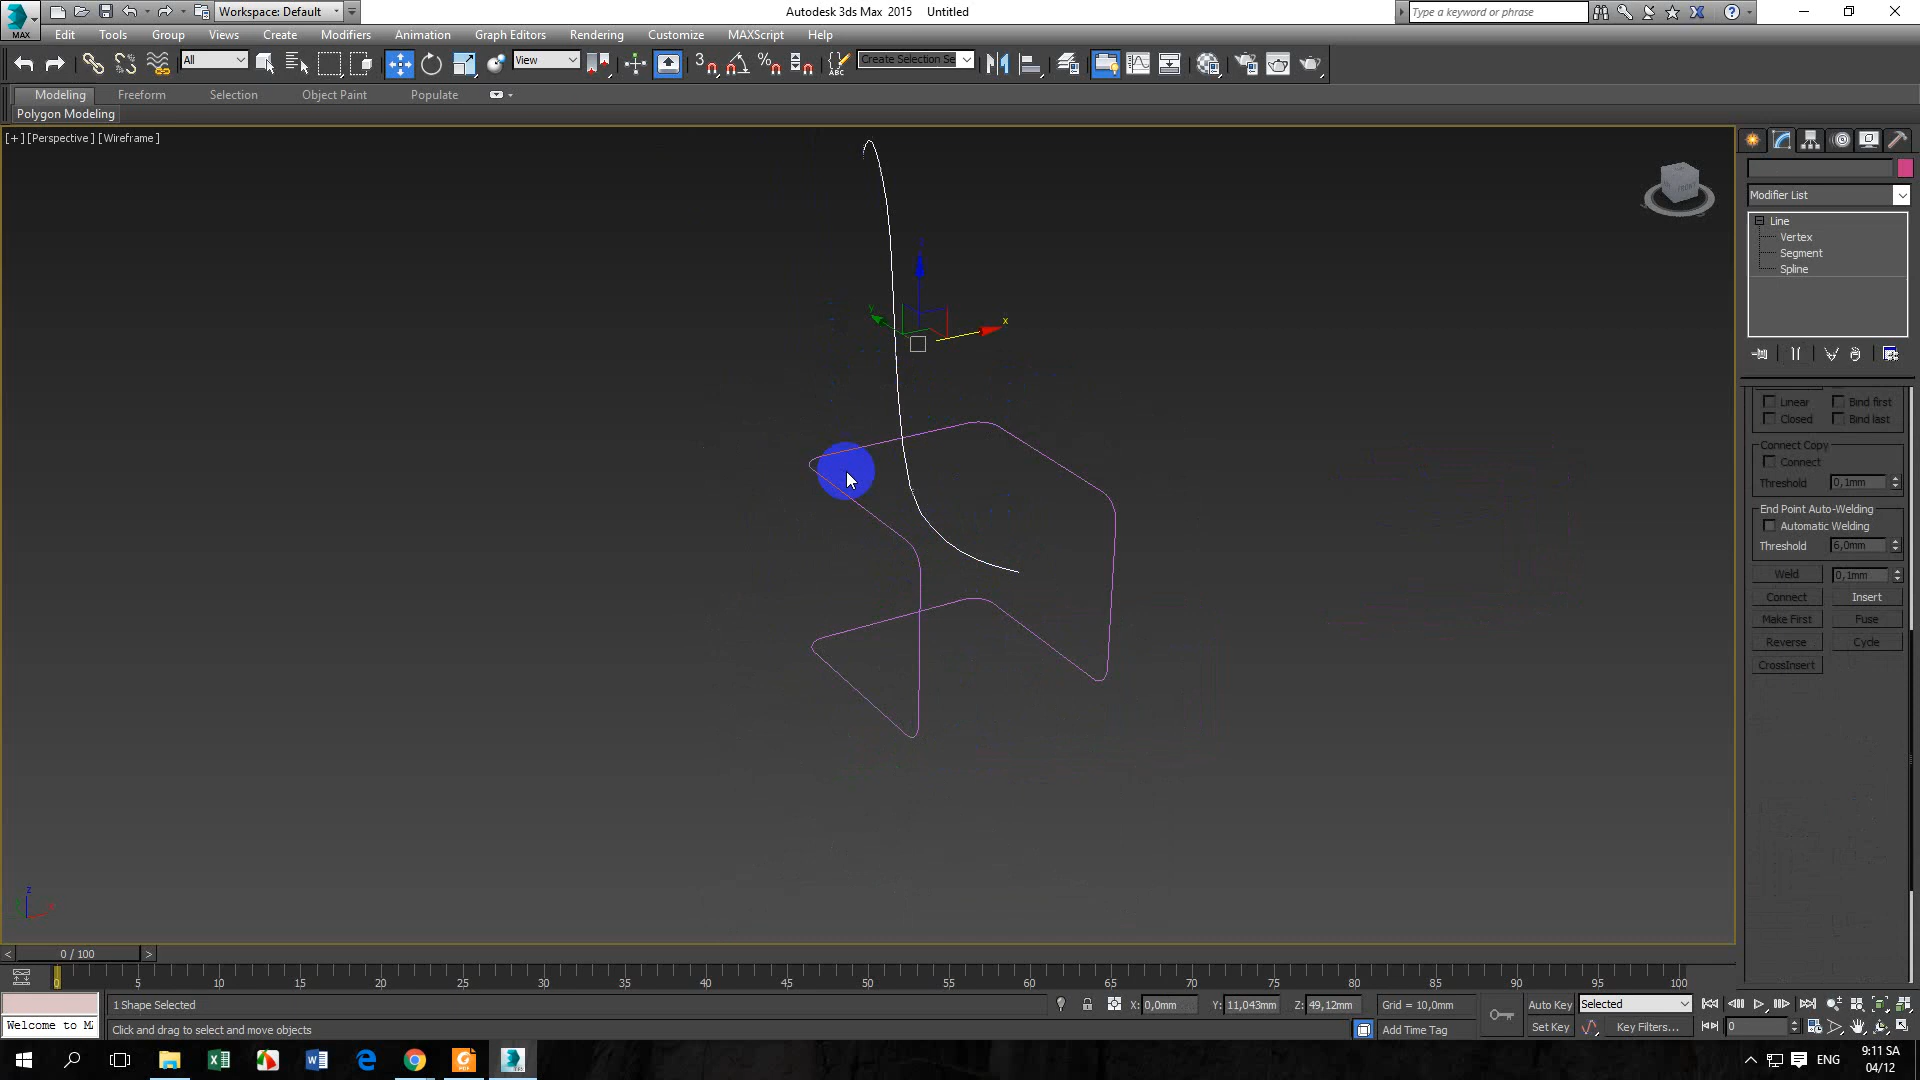 MAX
Workspace: Default
Autodesk 3ds Max 2015 Untitled
Type a keyword or phrase
Edit Tools Group Views Create Modifiers Animation Graph Editors Rendering Customize MAXScript Help
All
View
Create Selection Se
ABC
Modeling Freeform Selection Object Paint Populate
Polygon Modeling
[+] [Perspective] [Wireframe]
FRONT
Modifier List
Line
Vertex
Segment
Spline
x
y
Linear Bind first
Closed Bind last
Connect Copy
Connect
Threshold 0,1mm
End Point Auto-Welding
Automatic Welding
Threshold 6,0mm
Weld 0,1mm
Connect Insert
Make First Fuse
Reverse Cycle
CrossInsert
z
0 / 100
0 5 10 15 20 25 30 35 40 45 50 55 60 65 70 75 80 85 90 95 100
1 Shape Selected
X: 0,0mm Y: 11,043mm Z: 49,12mm Grid = 10,0mm
Auto Key Selected
Welcome to M
Click and drag to select and move objects
Add Time Tag
Set Key Key Filters...
0
ENG
9:11 SA
04/12